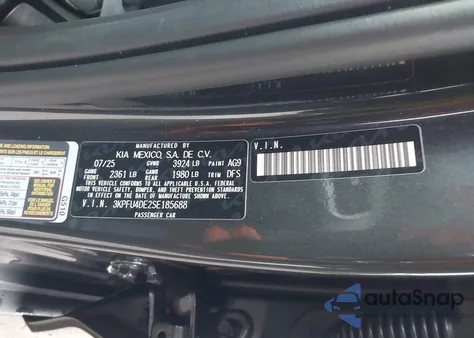 MANUFACTURED BY
KIA MEXICO, S.A. DE C.V.
07/25 GVWR 3924 LB PAINT AG9
GAWR FRONT 2361 LB GAWR REAR 1980 LB TRIM DFS
THIS VEHICLE CONFORMS TO ALL APPLICABLE U.S. FEDERAL
MOTOR VEHICLE SAFETY, BUMPER, AND THEFT PREVENTION STANDARDS
IN EFFECT ON THE DATE OF MANUFACTURE SHOWN ABOVE.
V.I.N. 3KPFU4DE2SE185688
PASSENGER CAR
V.I.N.
G510
autoSnap